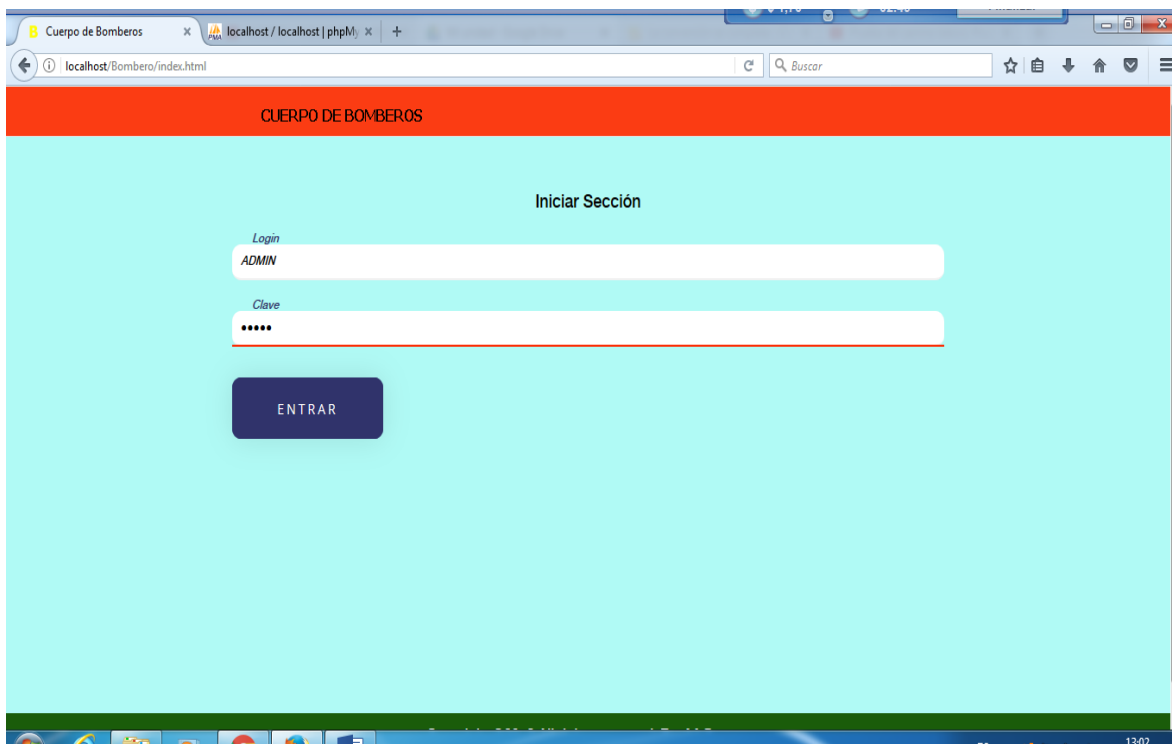 Cuerpo de Bomberos
localhost / localhost | phpMy
localhost/Bombero/index.html
Buscar
CUERPO DE BOMBEROS
Iniciar Sección
Login
ADMIN
Clave
•••••
ENTRAR
13:02